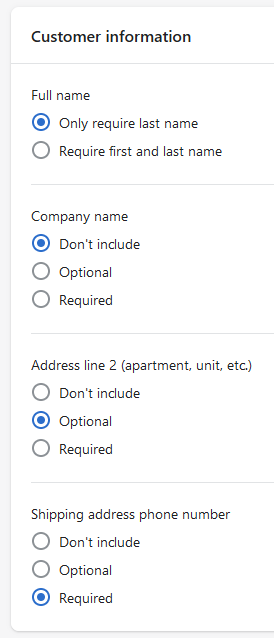 Customer information
Full name
Only require last name
Require first and last name
Company name
Don't include
Optional
Required
Address line 2 (apartment, unit, etc.)
Don't include
Optional
Required
Shipping address phone number
Don't include
Optional
Required